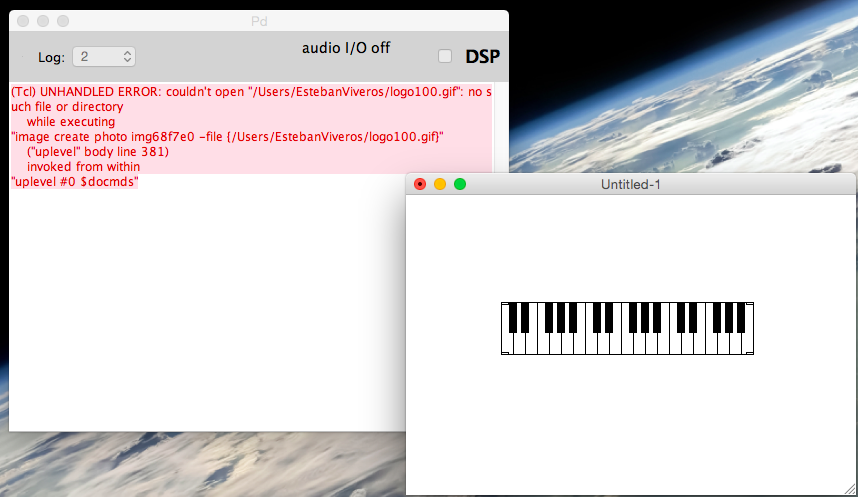 Pd
Log: 2
audio I/O off
DSP
(Tcl) UNHANDLED ERROR: couldn't open "/Users/EstebanViveros/logo100.gif": no s
uch file or directory
while executing
"image create photo img68f7e0 -file {/Users/EstebanViveros/logo100.gif}"
("uplevel" body line 381)
invoked from within
"uplevel #0 $docmds"
Untitled-1